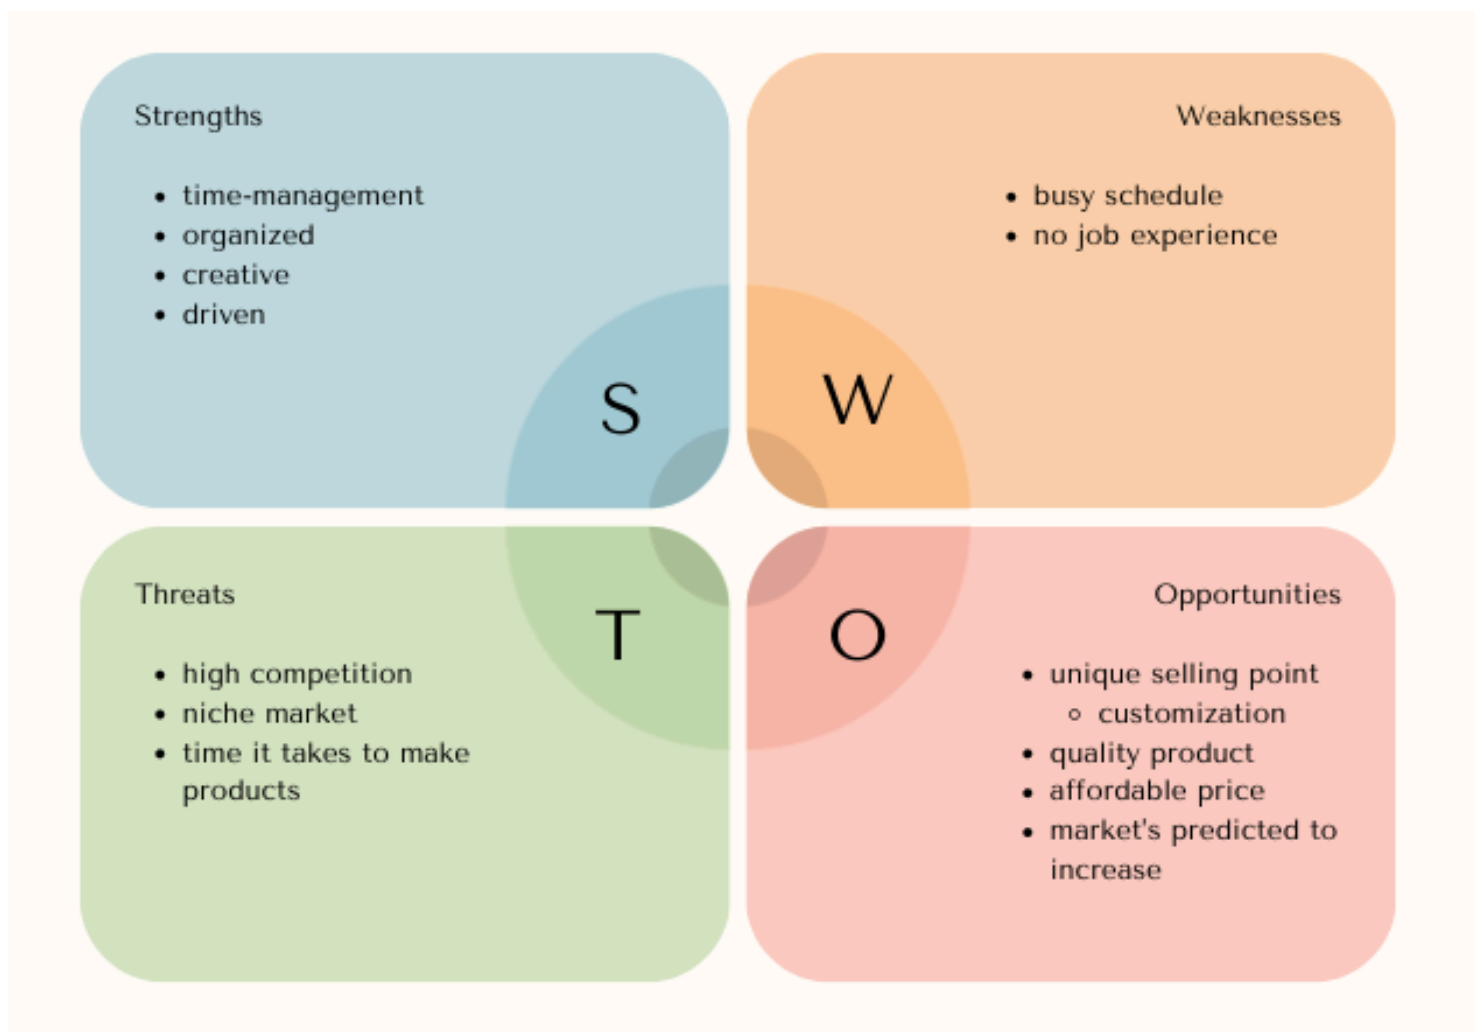 Strengths
• time-management
• organized
• creative
• driven
S
Weaknesses
• busy schedule
• no job experience
W
Threats
• high competition
• niche market
• time it takes to make
products
T
Opportunities
• unique selling point
◦ customization
• quality product
• affordable price
• market's predicted to
increase
O